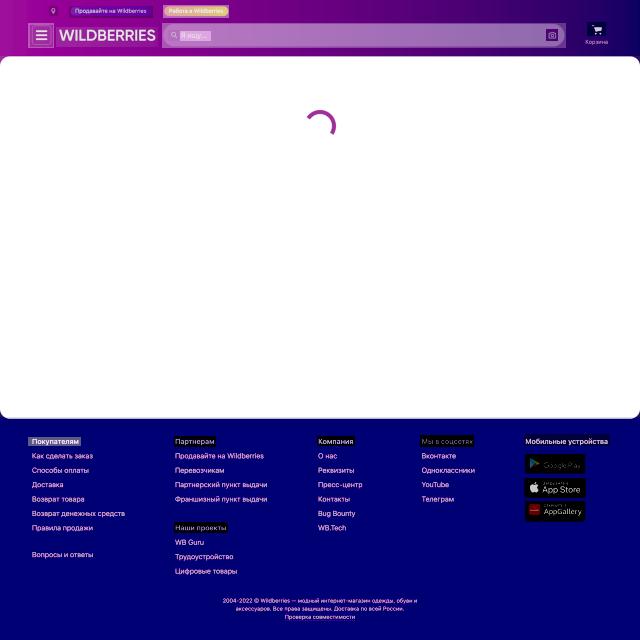 Продавайте на Wildberries
Работа в Wildberries
WILDBERRIES
Я ищу...
Корзина
Покупателям
Как сделать заказ
Способы оплаты
Доставка
Возврат товара
Возврат денежных средств
Правила продажи
Вопросы и ответы
Партнерам
Продавайте на Wildberries
Перевозчикам
Партнерский пункт выдачи
Франшизный пункт выдачи
Наши проекты
WB Guru
Трудоустройство
Цифровые товары
Компания
О нас
Реквизиты
Пресс-центр
Контакты
Bug Bounty
WB.Tech
Мы в соцсетях
Вконтакте
Одноклассники
YouTube
Телеграм
Мобильные устройства
Google Play
App Store
AppGallery
2004-2022 © Wildberries — модный интернет-магазин одежды, обуви и
аксессуаров. Все права защищены. Доставка по всей России.
Проверка совместимости